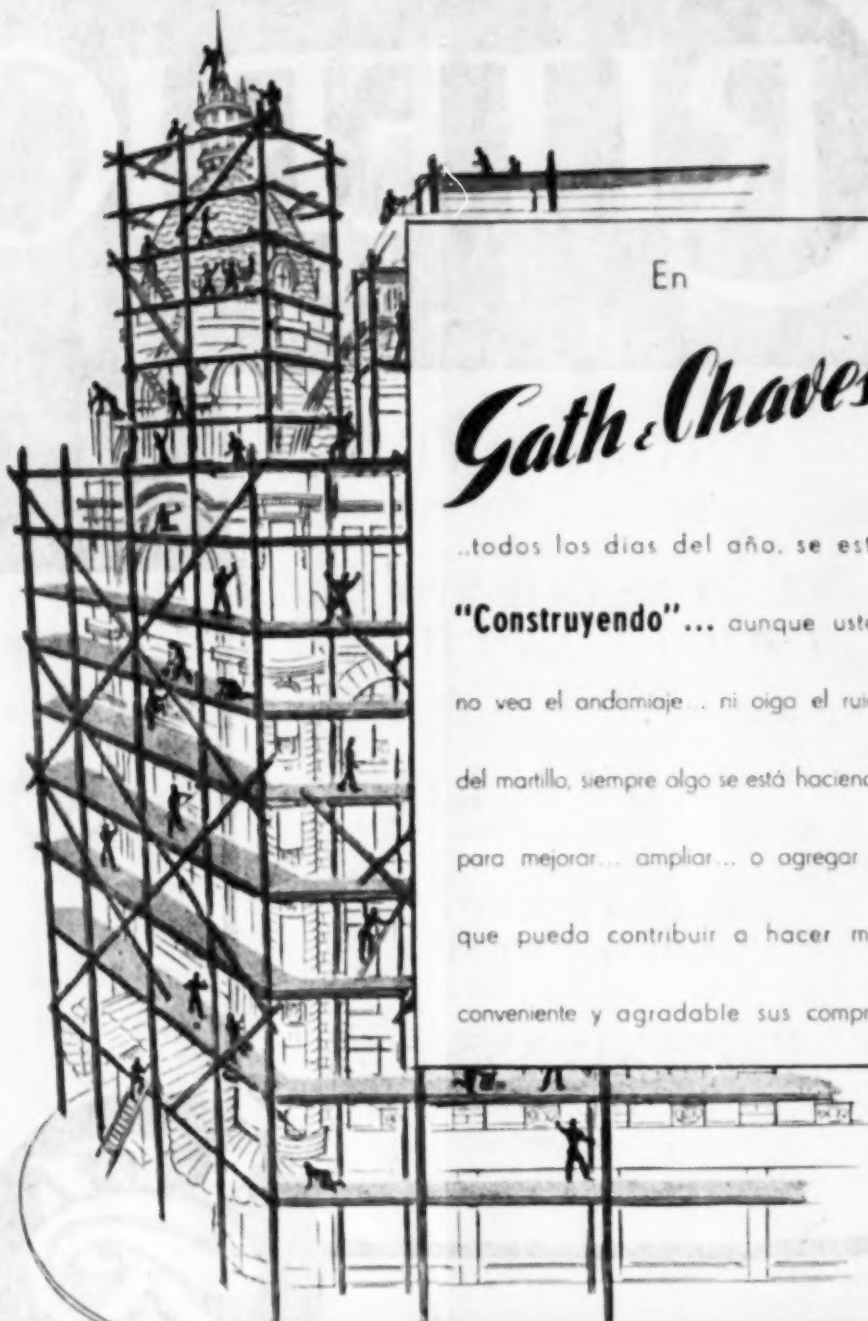 En
Gath & Chaves
..todos los dias del año. se est
"Construyendo"... aunque uste
no vea el andamiaje... ni oiga el rui
del martillo, siempre algo se está hacien
para mejorar... ampliar... o agregar
que pueda contribuir a hacer m
conveniente y agradable sus compr